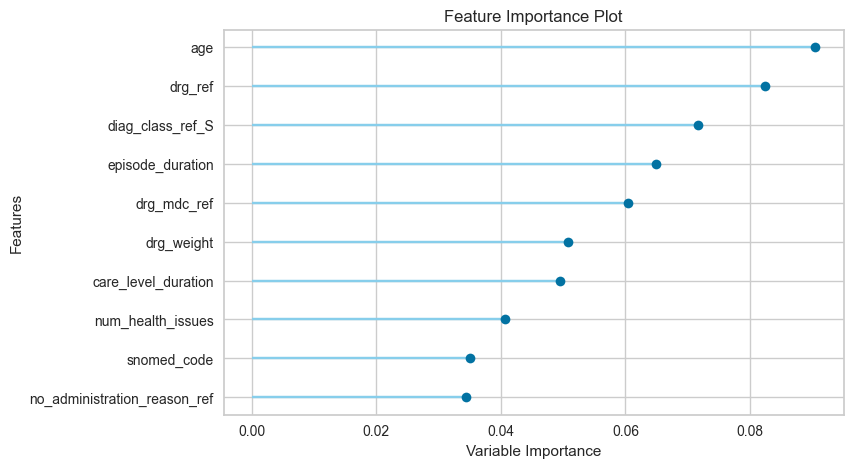 Feature Importance Plot
Features
age
drg_ref
diag_class_ref_S
episode_duration
drg_mdc_ref
drg_weight
care_level_duration
num_health_issues
snomed_code
no_administration_reason_ref
0.00 0.02 0.04 0.06 0.08
Variable Importance